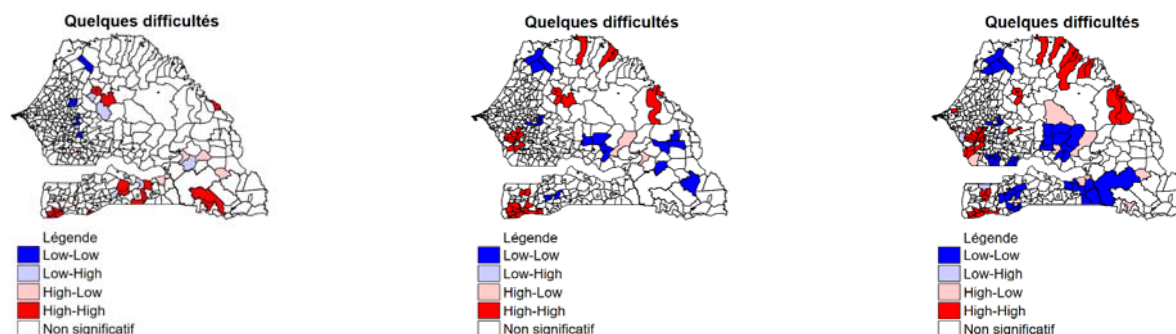 Quelques difficultés
Légende
Low-Low
Low-High
High-Low
High-High
Non significatif
Quelques difficultés
Légende
Low-Low
Low-High
High-Low
High-High
Non significatif
Quelques difficultés
Légende
Low-Low
Low-High
High-Low
High-High
Non significatif